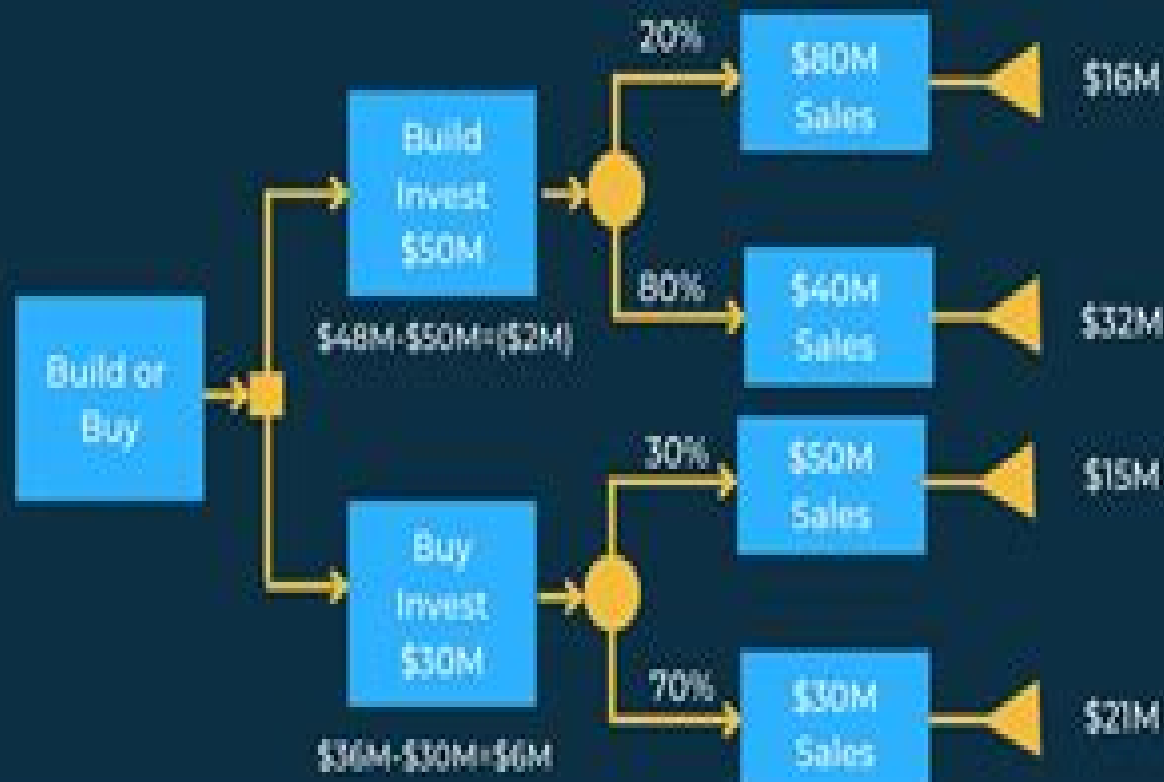 Build or
Buy
Build
Invest
$50M
$48M-$50M=($2M)
20%
$80M
Sales
$16M
80%
$40M
Sales
$32M
Buy
Invest
$30M
$36M-$30M=$6M
30%
$50M
Sales
$15M
70%
$30M
Sales
$21M